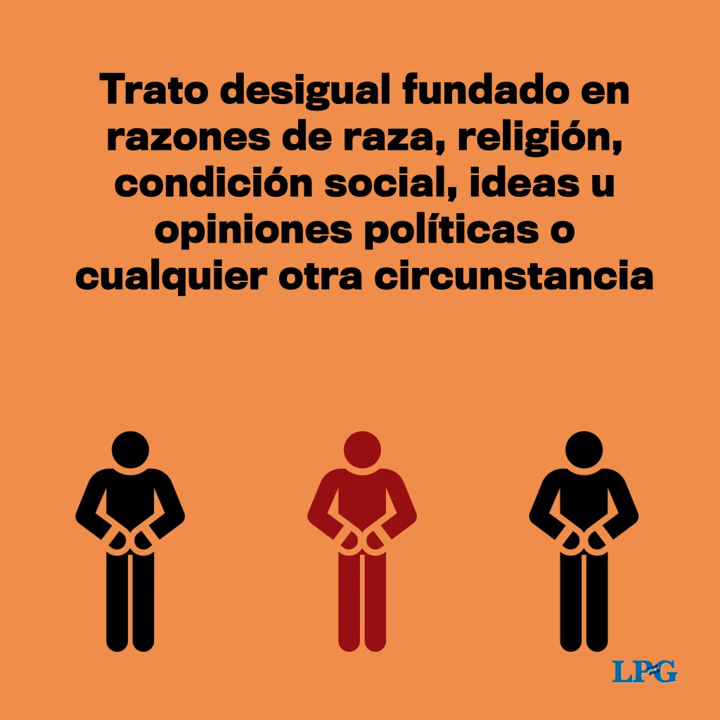 Trato desigual fundado en
razones de raza, religión,
condición social, ideas u
opiniones políticas o
cualquier otra circunstancia
LPG